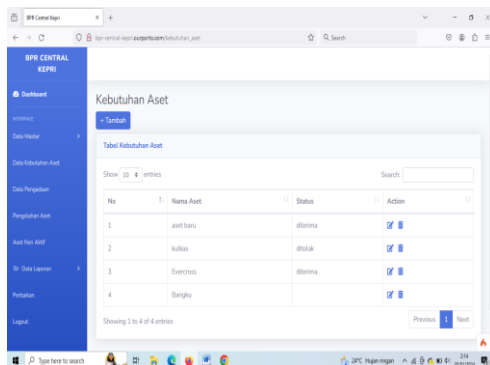 BPR Central Kepri
bpr-central-kepri.ourporto.com/kebutuhan_aset
Search
BPR CENTRAL
KEPRI
Dashboard
INTERFACE
Data Master
Data Kebutuhan Aset
Data Pengadaan
Pengolahan Aset
Aset Non Aktif
Data Laporan
Perbaikan
Logout
Kebutuhan Aset
+ Tambah
Tabel Kebutuhan Aset
Show 10 entries
Search:
No Nama Aset Status Action
1 aset baru diterima
2 kulkas ditolak
3 Evercross diterima
4 Bangku
Showing 1 to 4 of 4 entries
Previous 1 Next
Type here to search
24°C Hujan ringan